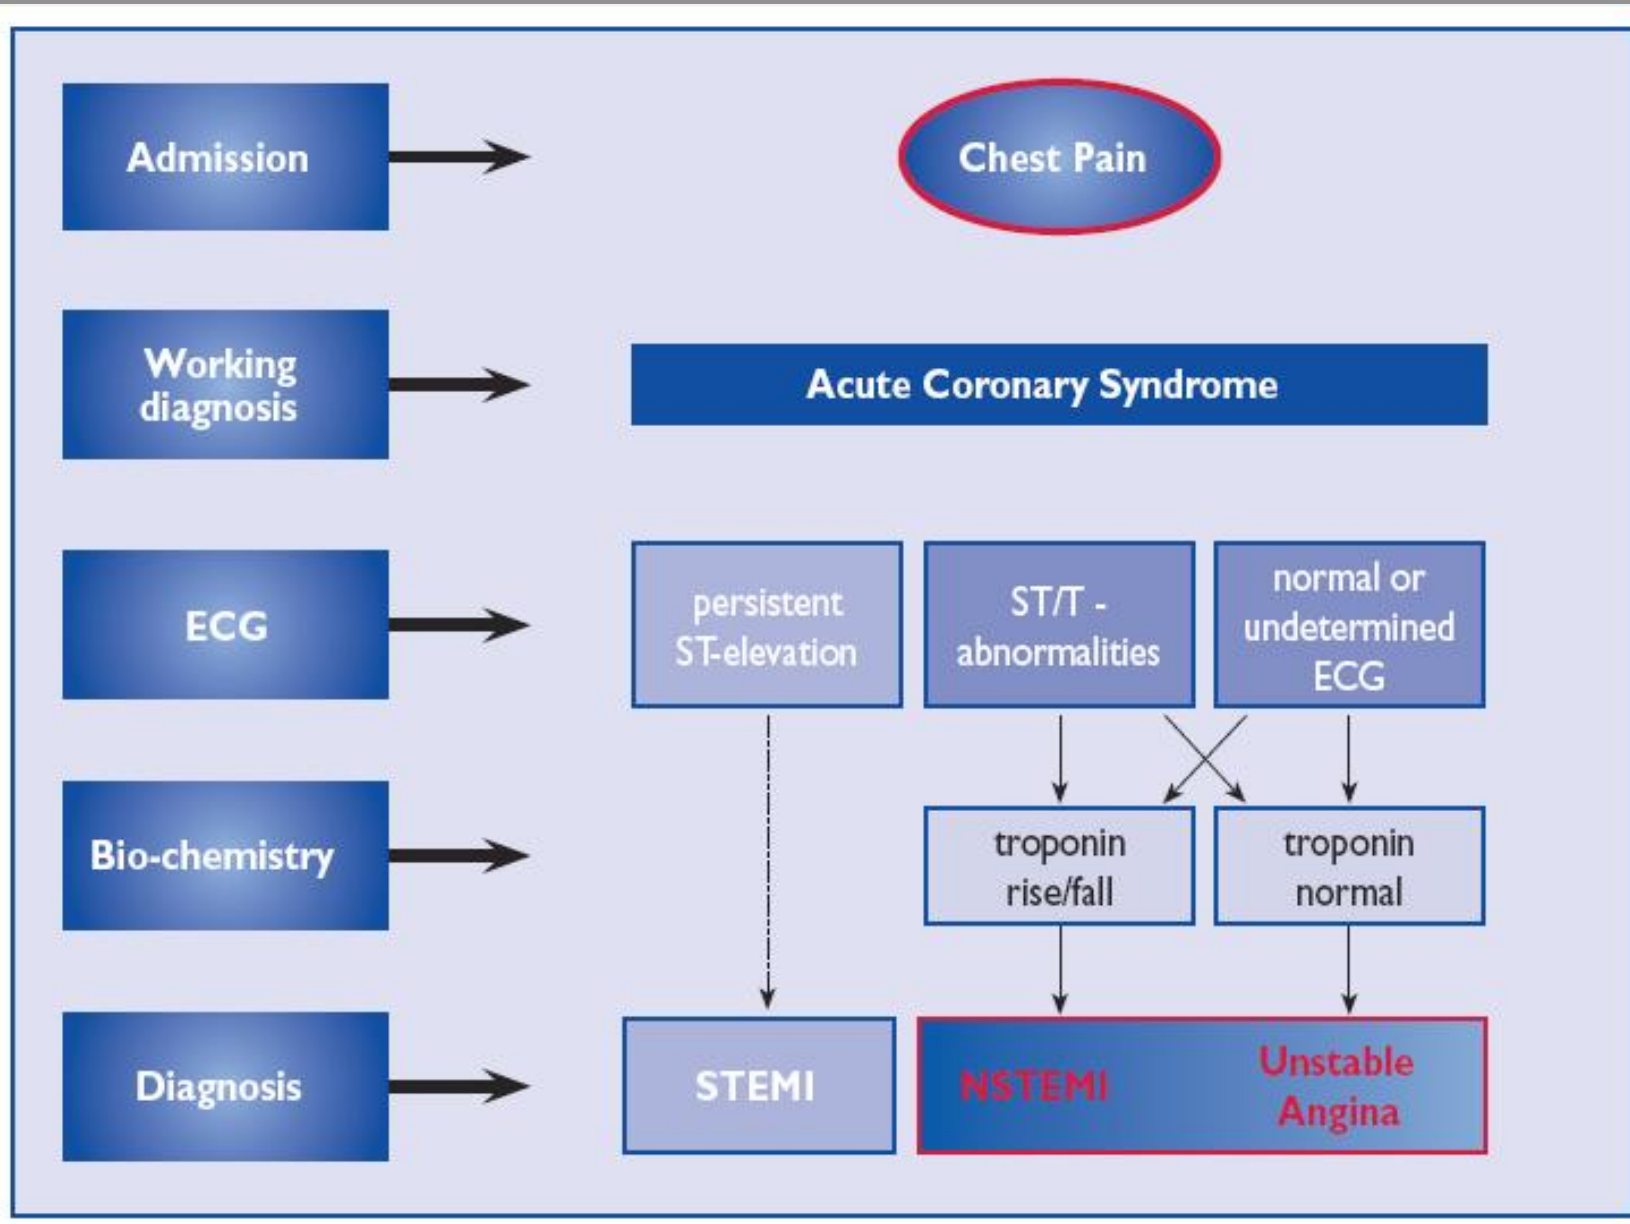 Admission
Chest Pain
Working
diagnosis
Acute Coronary Syndrome
ECG
persistent
ST-elevation
ST/T -
abnormalities
normal or
undetermined
ECG
Bio-chemistry
troponin
rise/fall
troponin
normal
Diagnosis
STEMI
NSTEMI
Unstable
Angina